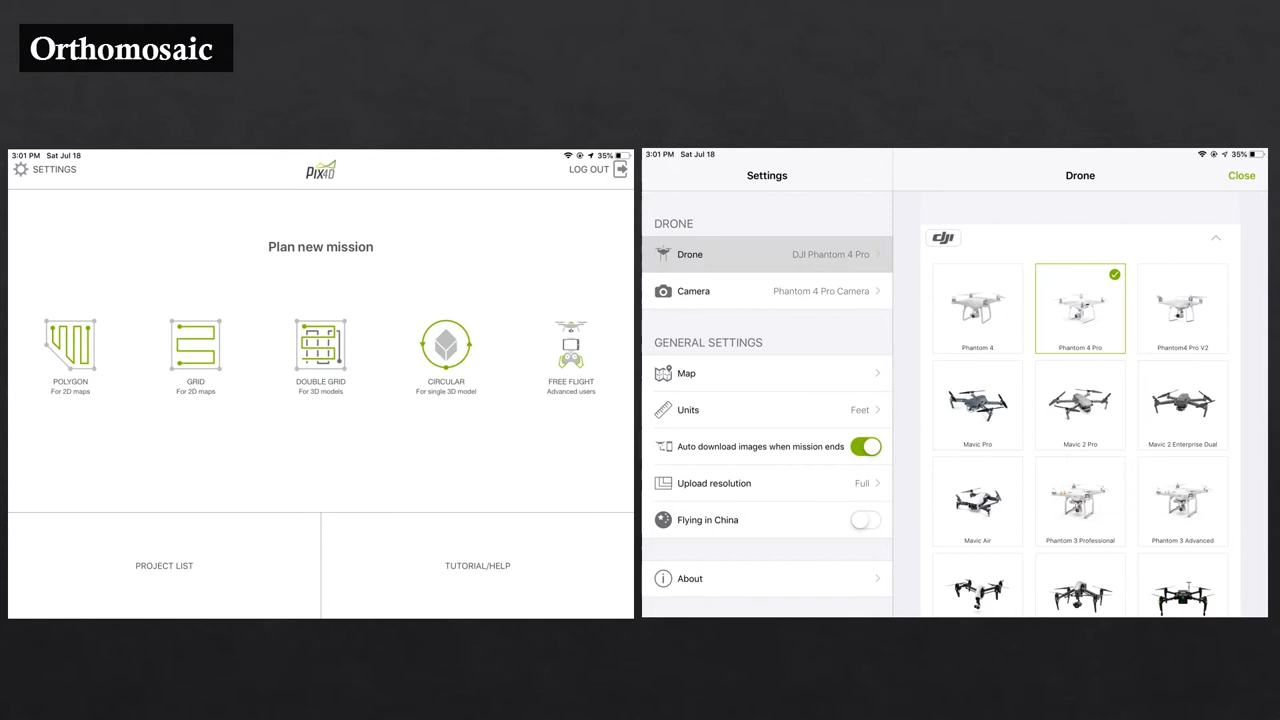 Orthomosaic
3:01 PM Sat Jul 18
35%
SETTINGS
PIX4D
LOG OUT
Plan new mission
POLYGON
For 2D maps
GRID
For 2D maps
DOUBLE GRID
For 3D models
CIRCULAR
For single 3D model
FREE FLIGHT
Advanced users
PROJECT LIST
TUTORIAL/HELP
3:01 PM Sat Jul 18
35%
Settings
Drone
Close
DRONE
Drone DJI Phantom 4 Pro
Camera Phantom 4 Pro Camera
GENERAL SETTINGS
Map
Units Feet
Auto download images when mission ends
Upload resolution Full
Flying in China
About
dji
Phantom 4
Phantom 4 Pro
Phantom4 Pro V2
Mavic Pro
Mavic 2 Pro
Mavic 2 Enterprise Dual
Mavic Air
Phantom 3 Professional
Phantom 3 Advanced